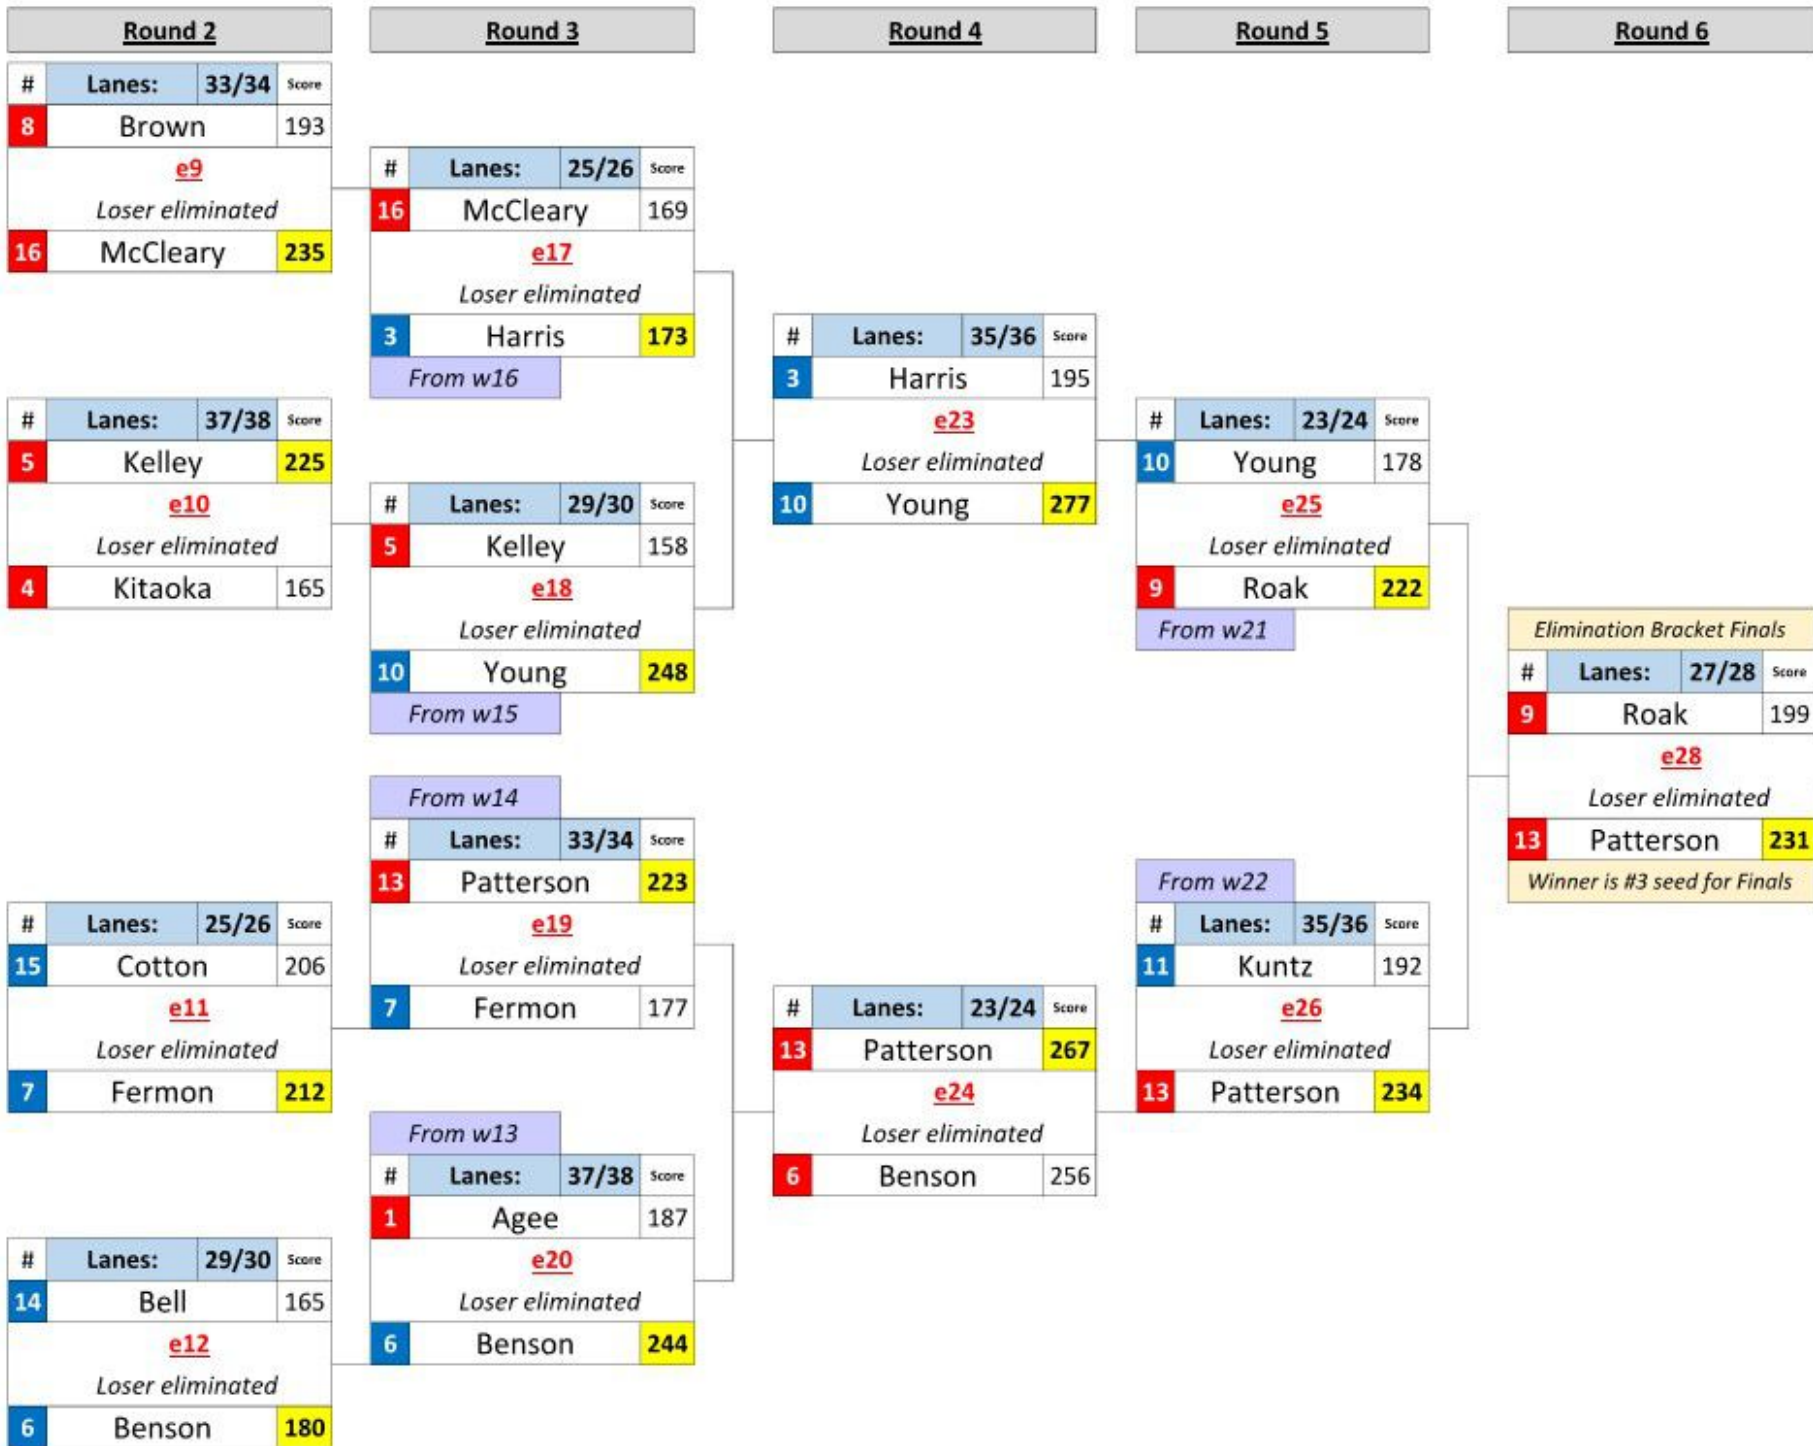 Round 2
Round 3
Round 4
Round 5
Round 6
# Lanes: 33/34 Score
8 Brown 193
e9
Loser eliminated
16 McCleary 235
# Lanes: 37/38 Score
5 Kelley 225
e10
Loser eliminated
4 Kitaoka 165
# Lanes: 25/26 Score
15 Cotton 206
e11
Loser eliminated
7 Fermon 212
# Lanes: 29/30 Score
14 Bell 165
e12
Loser eliminated
6 Benson 180
# Lanes: 25/26 Score
16 McCleary 169
e17
Loser eliminated
3 Harris 173
From w16
# Lanes: 29/30 Score
5 Kelley 158
e18
Loser eliminated
10 Young 248
From w15
From w14
# Lanes: 33/34 Score
13 Patterson 223
e19
Loser eliminated
7 Fermon 177
From w13
# Lanes: 37/38 Score
1 Agee 187
e20
Loser eliminated
6 Benson 244
# Lanes: 35/36 Score
3 Harris 195
e23
Loser eliminated
10 Young 277
# Lanes: 23/24 Score
13 Patterson 267
e24
Loser eliminated
6 Benson 256
# Lanes: 23/24 Score
10 Young 178
e25
Loser eliminated
9 Roak 222
From w21
From w22
# Lanes: 35/36 Score
11 Kuntz 192
e26
Loser eliminated
13 Patterson 234
Elimination Bracket Finals
# Lanes: 27/28 Score
9 Roak 199
e28
Loser eliminated
13 Patterson 231
Winner is #3 seed for Finals